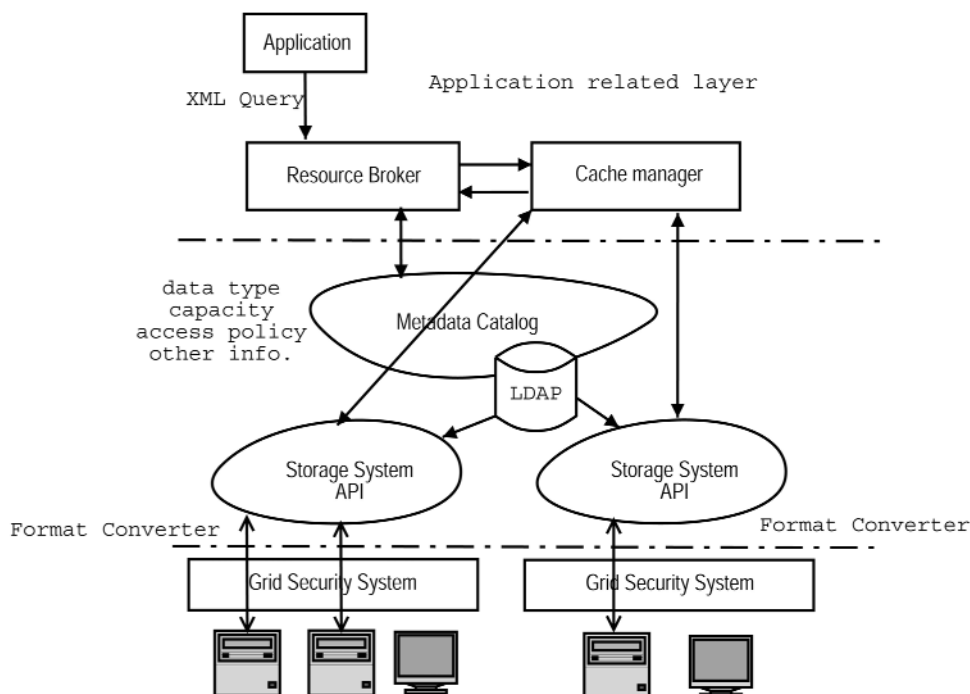 Application
Application related layer
XML Query
Resource Broker
Cache manager
data type
capacity
access policy
other info.
Metadata Catalog
LDAP
Storage System
API
Storage System
API
Format Converter
Format Converter
Grid Security System
Grid Security System